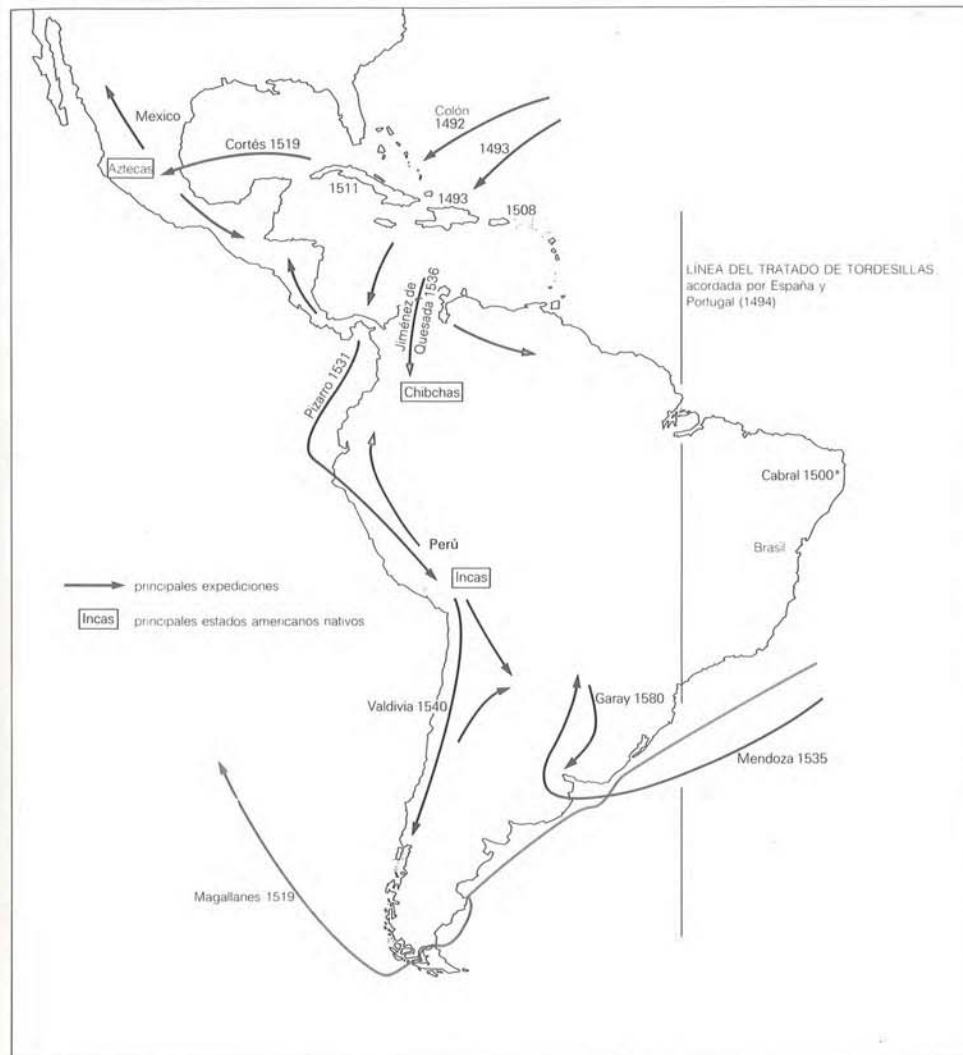 Colón
1492
1493
Mexico
Cortés 1519
Aztecas
1511
1493
1508
LÍNEA DEL TRATADO DE TORDESILLAS
acordada por España y
Portugal (1494)
Jiménez de
Quesada 1536
Pizarro 1531
Chibchas
Cabral 1500*
Perú
Brasil
Incas
principales expediciones
Incas
principales estados americanos nativos
Valdivia 1540
Garay 1580
Mendoza 1535
Magallanes 1519